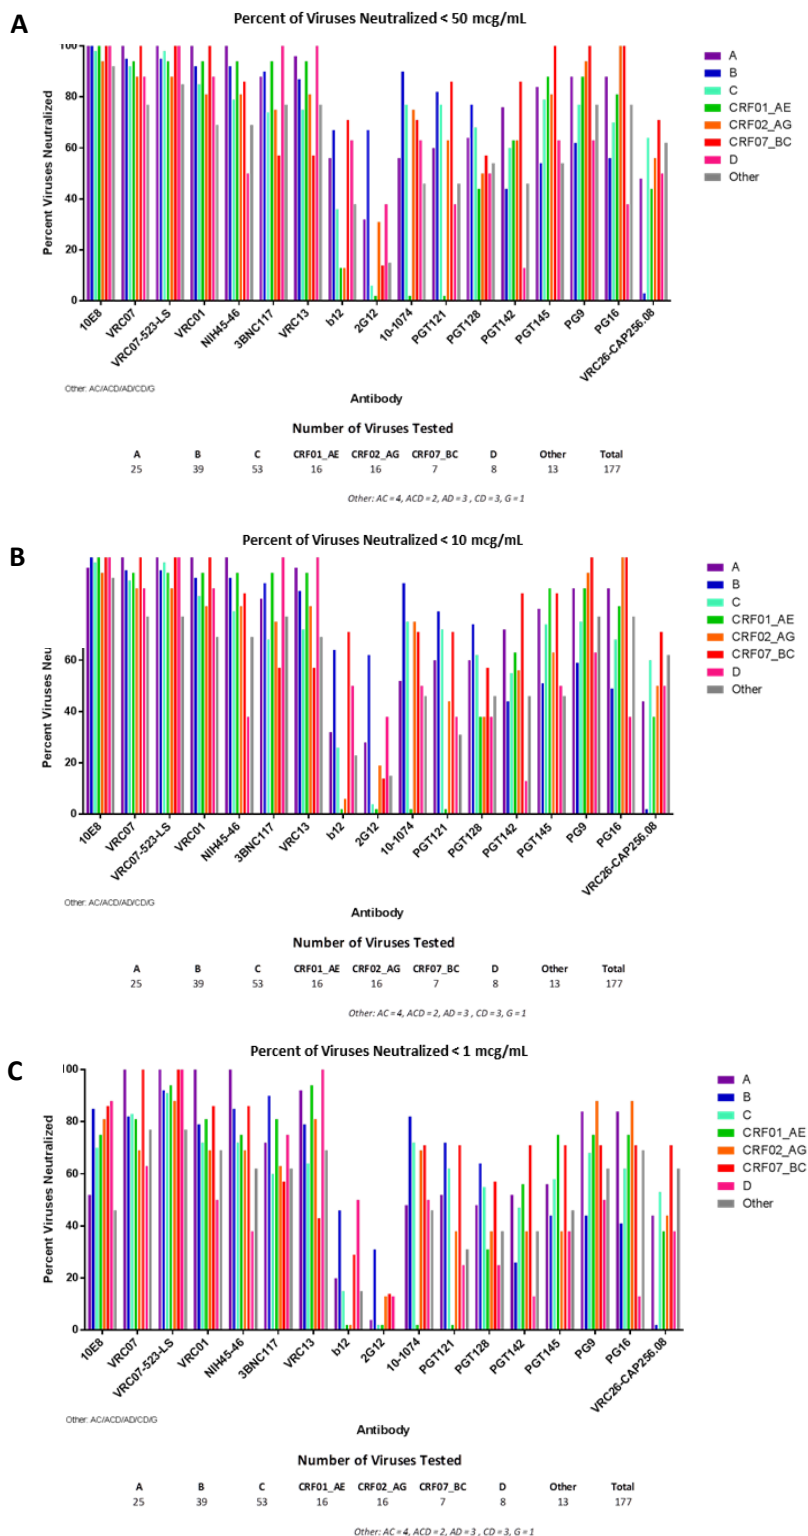 A
Percent of Viruses Neutralized < 50 mcg/mL
Percent Viruses Neutralized
100
80
60
40
20
0
A
B
C
CRF01_AE
CRF02_AG
CRF07_BC
D
Other
10E8
VRC07
VRC07-523-LS
VRC01
NIH45-46
3BNC117
VRC13
b12
2G12
10-1074
PGT121
PGT128
PGT142
PGT145
PG9
PG16
VRC26-CAP256.08
Other: AC/ACD/AD/CD/G
Antibody
Number of Viruses Tested
A B C CRF01_AE CRF02_AG CRF07_BC D Other Total
25 39 53 16 16 7 8 13 177
Other: AC = 4, ACD = 2, AD = 3 , CD = 3, G = 1
B
Percent of Viruses Neutralized < 10 mcg/mL
Percent Viruses Neu
60
40
20
0
A
B
C
CRF01_AE
CRF02_AG
CRF07_BC
D
Other
10E8
VRC07
VRC07-523-LS
VRC01
NIH45-46
3BNC117
VRC13
b12
2G12
10-1074
PGT121
PGT128
PGT142
PGT145
PG9
PG16
VRC26-CAP256.08
Other: AC/ACD/AD/CD/G
Antibody
Number of Viruses Tested
A B C CRF01_AE CRF02_AG CRF07_BC D Other Total
25 39 53 16 16 7 8 13 177
Other: AC = 4, ACD = 2, AD = 3 , CD = 3, G = 1
C
Percent of Viruses Neutralized < 1 mcg/mL
Percent Viruses Neutralized
100
80
60
40
20
0
A
B
C
CRF01_AE
CRF02_AG
CRF07_BC
D
Other
10E8
VRC07
VRC07-523-LS
VRC01
NIH45-46
3BNC117
VRC13
b12
2G12
10-1074
PGT121
PGT128
PGT142
PGT145
PG9
PG16
VRC26-CAP256.08
Other: AC/ACD/AD/CD/G
Antibody
Number of Viruses Tested
A B C CRF01_AE CRF02_AG CRF07_BC D Other Total
25 39 53 16 16 7 8 13 177
Other: AC = 4, ACD = 2, AD = 3 , CD = 3, G = 1